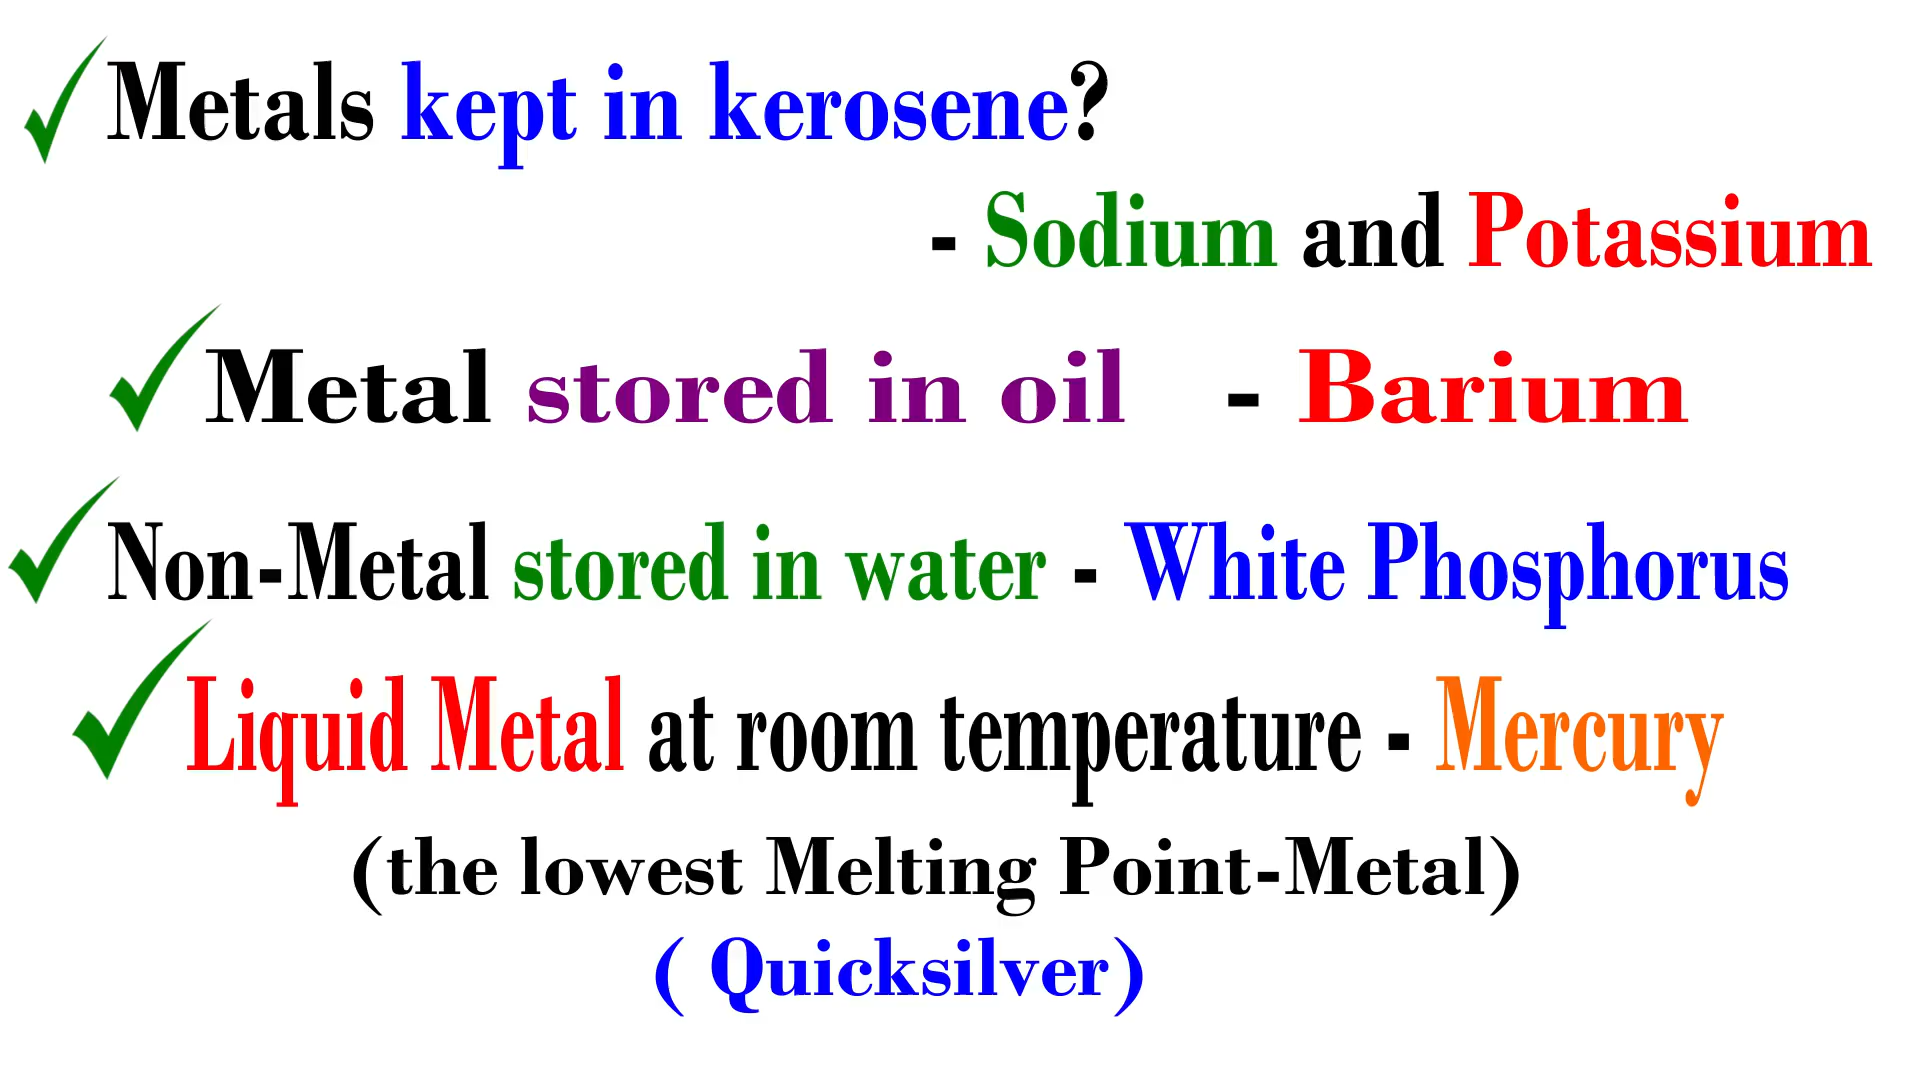 Metals kept in kerosene?
- Sodium and Potassium
Metal stored in oil - Barium
Non-Metal stored in water - White Phosphorus
Liquid Metal at room temperature - Mercury
(the lowest Melting Point-Metal)
( Quicksilver)